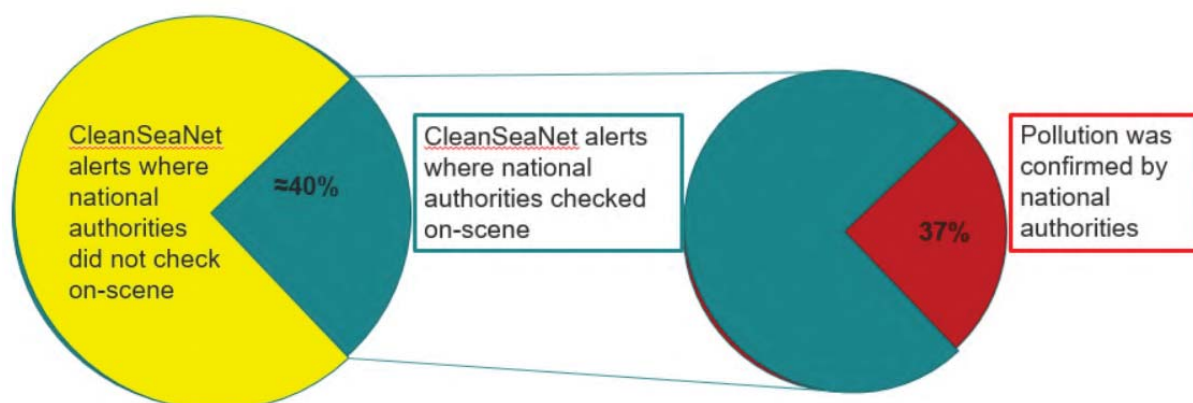 CleanSeaNet
alerts where
national
authorities
did not check
on-scene
≈40%
CleanSeaNet alerts
where national
authorities checked
on-scene
37%
Pollution was
confirmed by
national
authorities